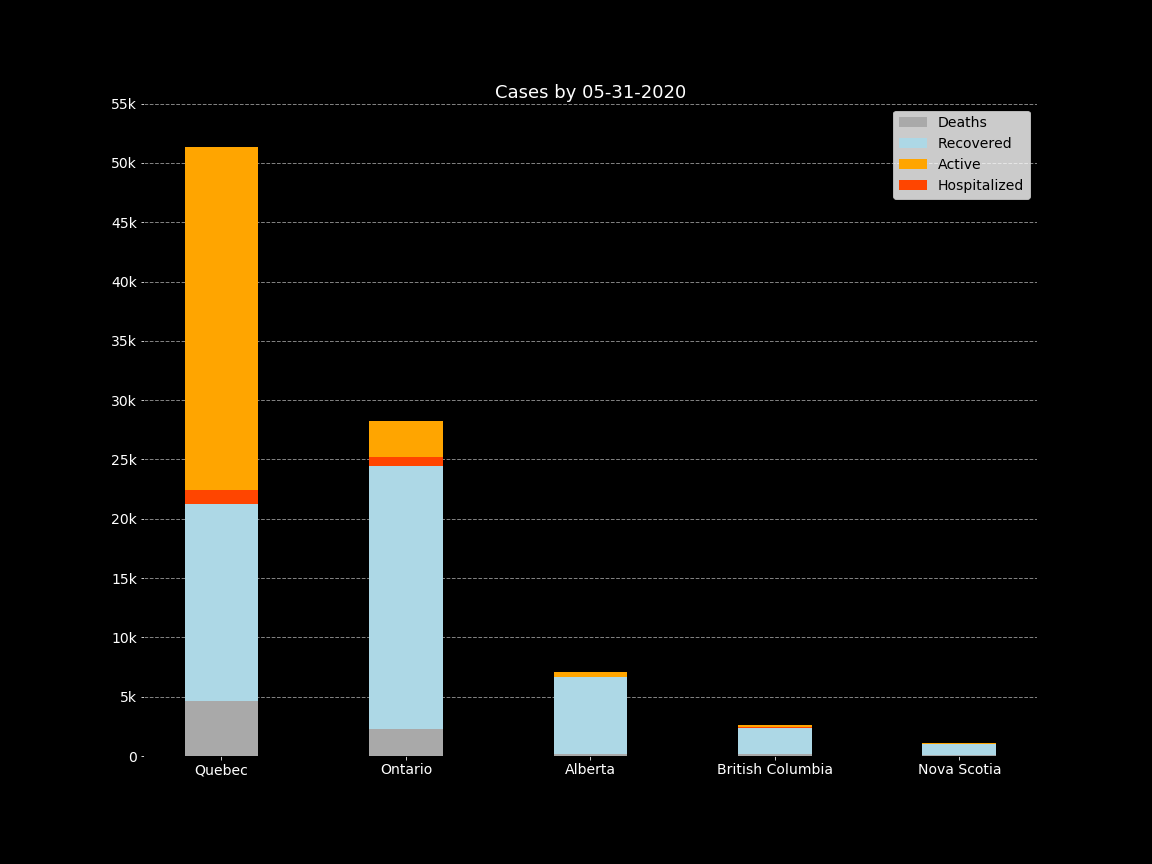 Cases by 05-31-2020
55k
50k
45k
40k
35k
30k
25k
20k
15k
10k
5k
0
Deaths
Recovered
Active
Hospitalized
Quebec
Ontario
Alberta
British Columbia
Nova Scotia